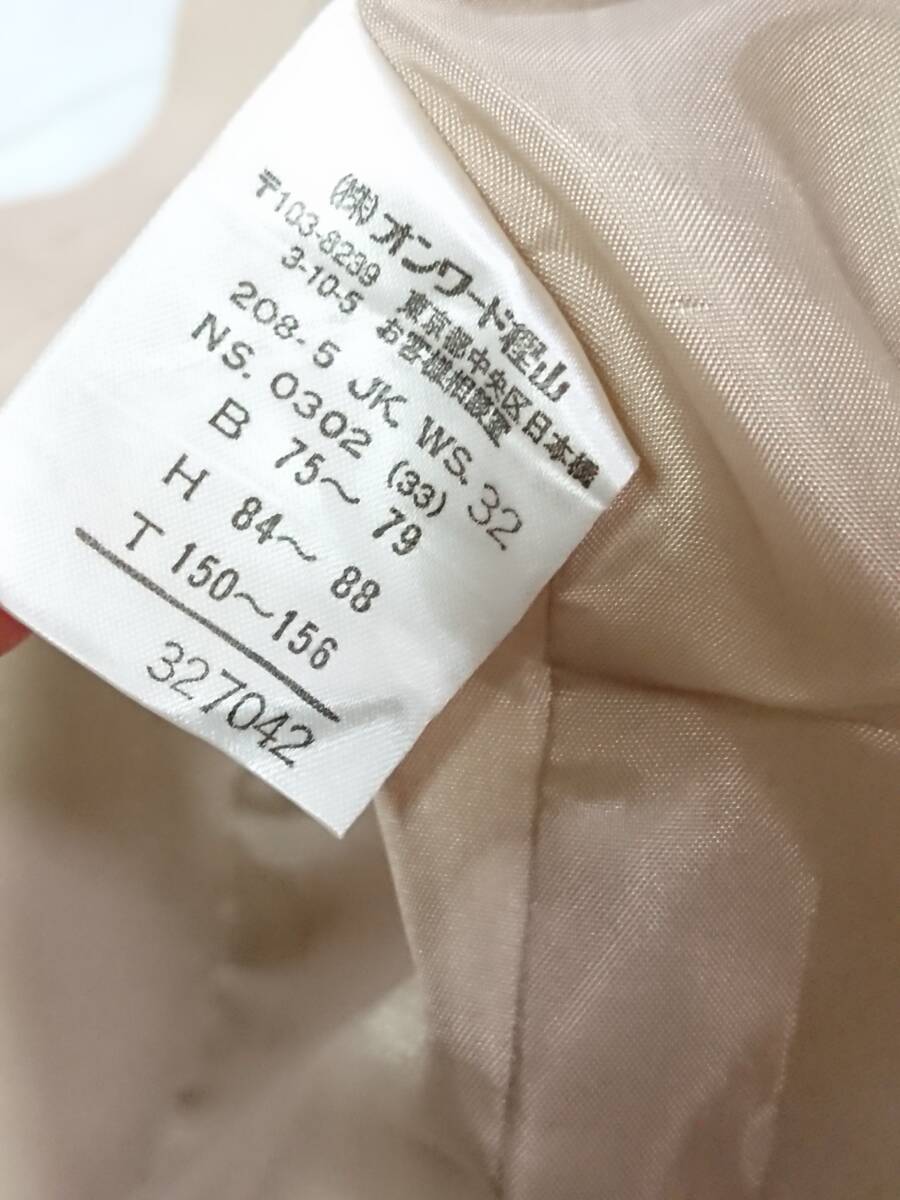 (株)オンワード樫山
〒103-8239 東京都中央区日本橋
3-10-5 お客様相談室
208-5 JK. WS. 32
NS. 0302 (33)
B 75〜 79
H 84〜 88
T 150〜156
327042